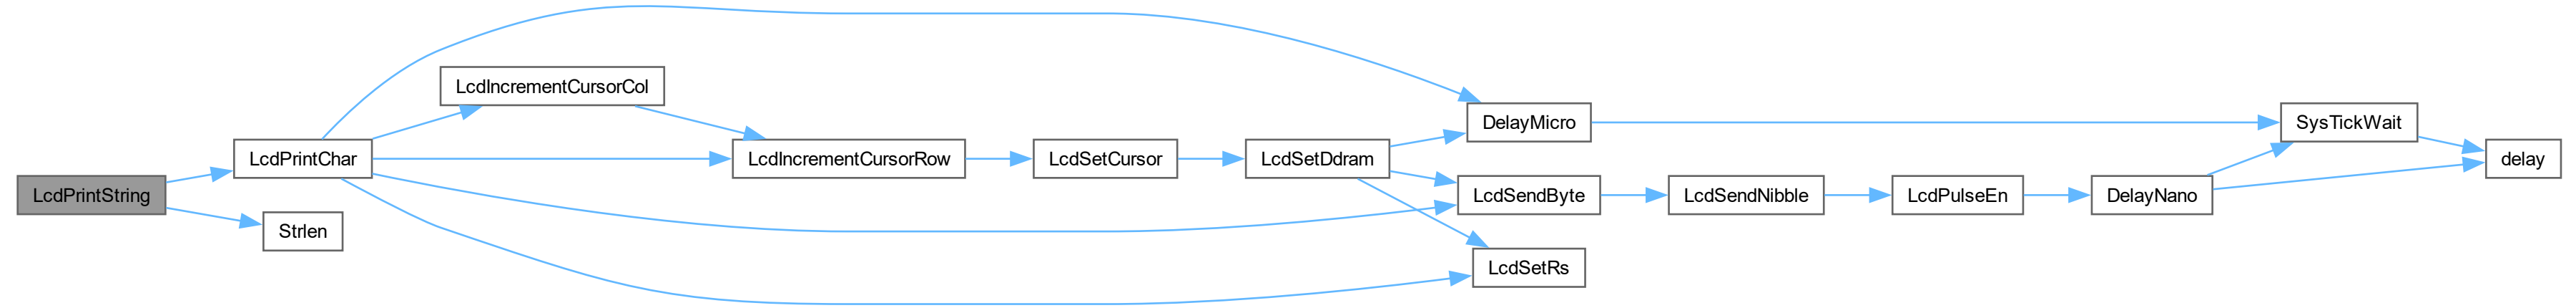 LcdPrintString
LcdPrintChar
Strlen
LcdIncrementCursorCol
LcdIncrementCursorRow
LcdSetCursor
LcdSetDdram
DelayMicro
LcdSendByte
LcdSetRs
LcdSendNibble
LcdPulseEn
DelayNano
SysTickWait
delay